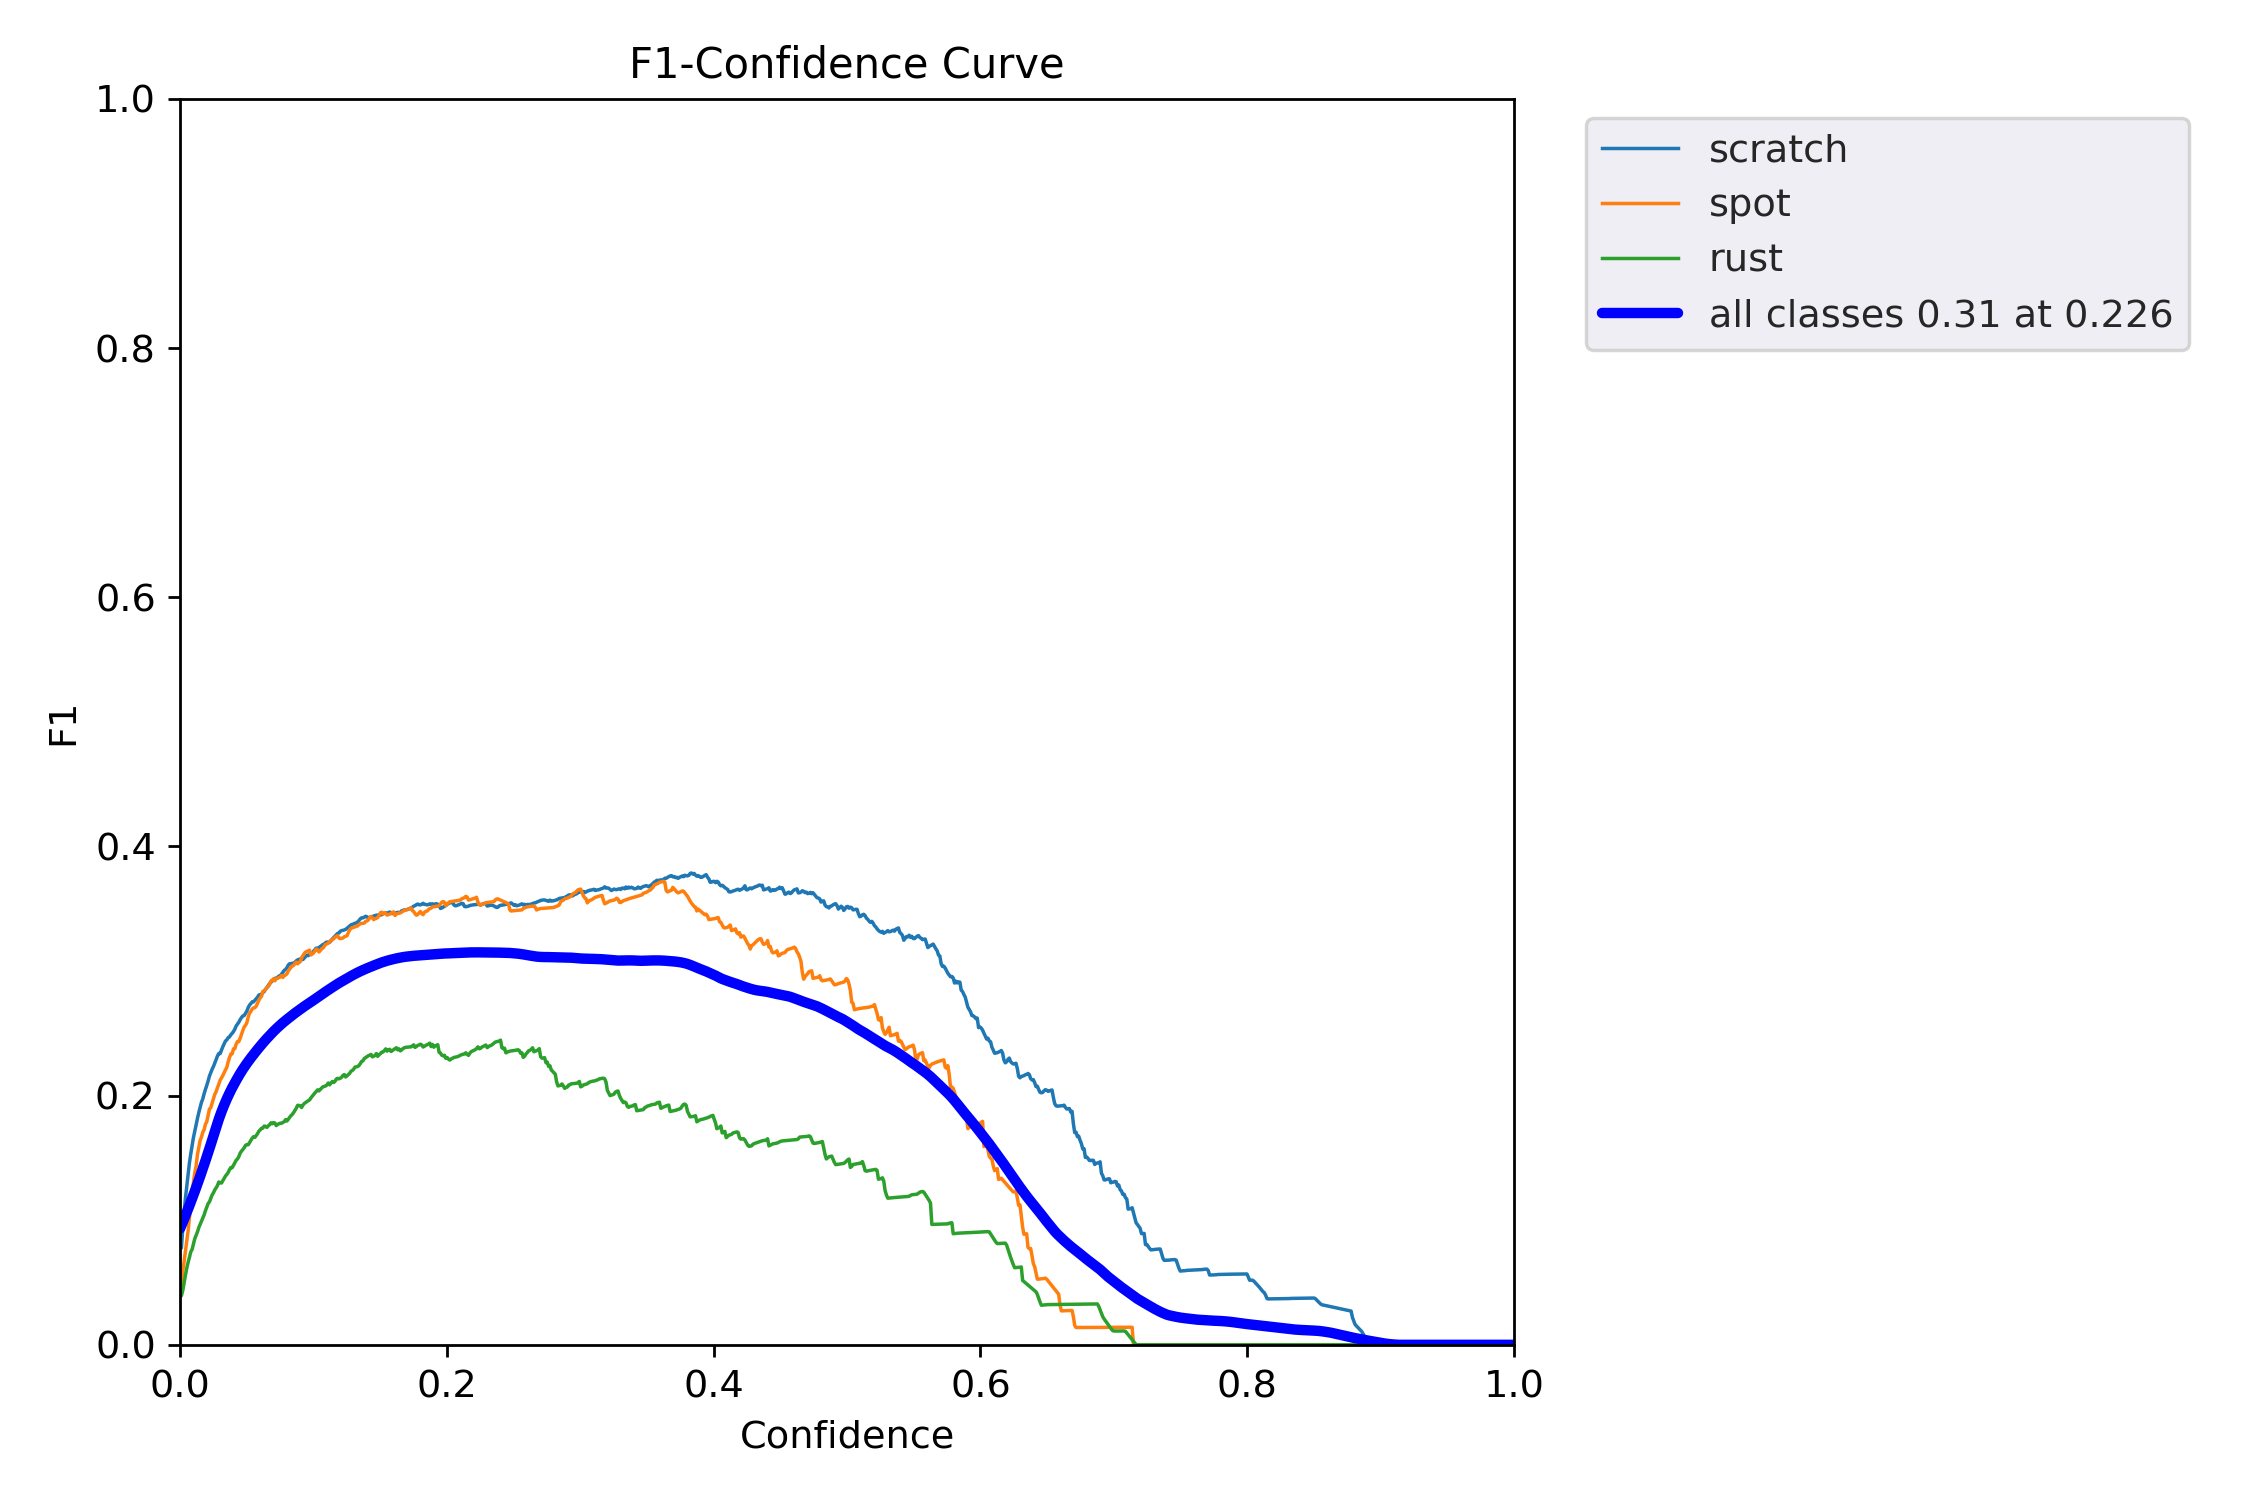 F1-Confidence Curve
1.0
0.8
0.6
0.4
0.2
0.0
F1
0.0 0.2 0.4 0.6 0.8 1.0
Confidence
scratch
spot
rust
all classes 0.31 at 0.226